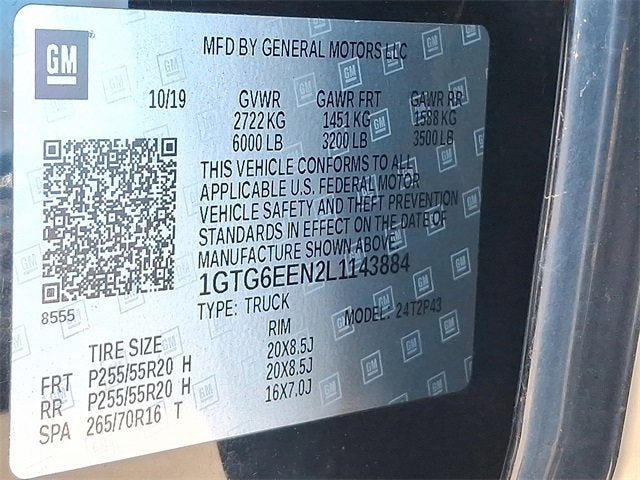 GM
MFD BY GENERAL MOTORS LLC
10/19 GVWR GAWR FRT GAWR RR
2722 KG 1451 KG 1588 KG
6000 LB 3200 LB 3500 LB
THIS VEHICLE CONFORMS TO ALL
APPLICABLE U.S. FEDERAL MOTOR
VEHICLE SAFETY AND THEFT PREVENTION
STANDARDS IN EFFECT ON THE DATE OF
MANUFACTURE SHOWN ABOVE.
1GTG6EEN2L1143884
8555
TYPE: TRUCK MODEL: 24T2P43
TIRE SIZE RIM
FRT P255/55R20 H 20X8.5J
RR P255/55R20 H 20X8.5J
SPA 265/70R16 T 16X7.0J